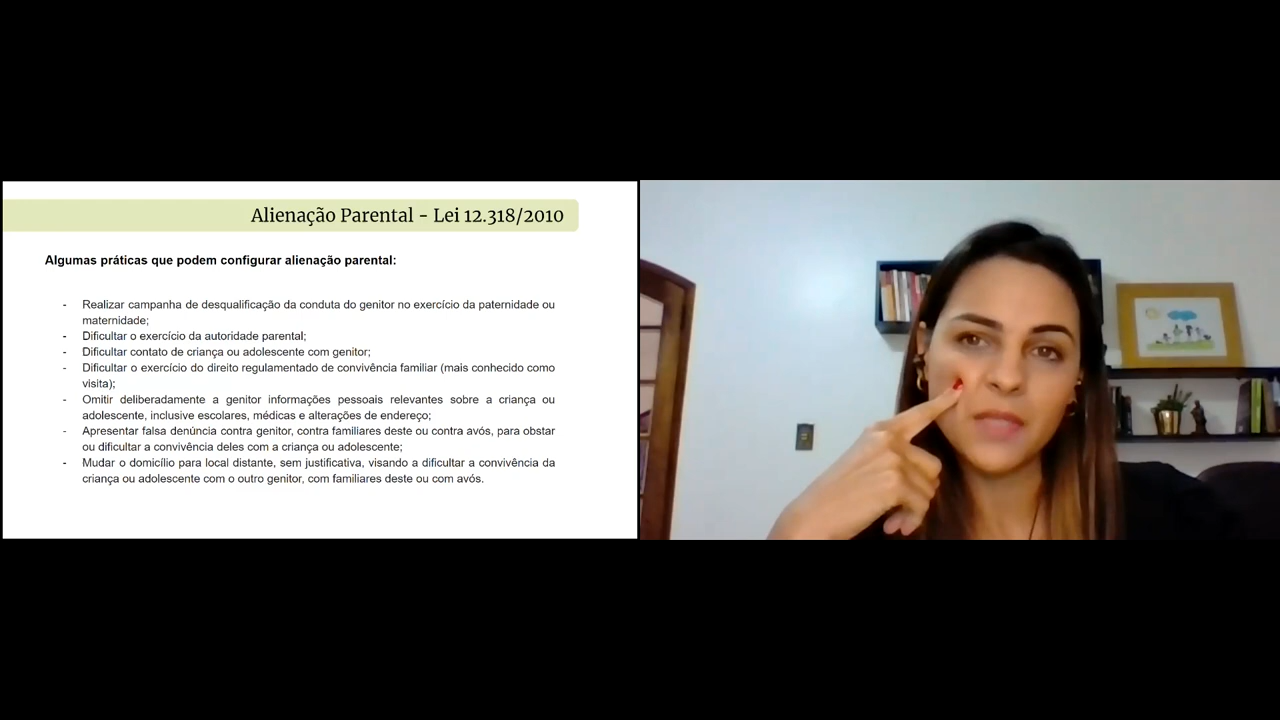 Alienação Parental - Lei 12.318/2010
Algumas práticas que podem configurar alienação parental:
- Realizar campanha de desqualificação da conduta do genitor no exercício da paternidade ou
maternidade;
- Dificultar o exercício da autoridade parental;
- Dificultar contato de criança ou adolescente com genitor;
- Dificultar o exercício do direito regulamentado de convivência familiar (mais conhecido como
visita);
- Omitir deliberadamente a genitor informações pessoais relevantes sobre a criança ou
adolescente, inclusive escolares, médicas e alterações de endereço;
- Apresentar falsa denúncia contra genitor, contra familiares deste ou contra avós, para obstar
ou dificultar a convivência deles com a criança ou adolescente;
- Mudar o domicílio para local distante, sem justificativa, visando a dificultar a convivência da
criança ou adolescente com o outro genitor, com familiares deste ou com avós.